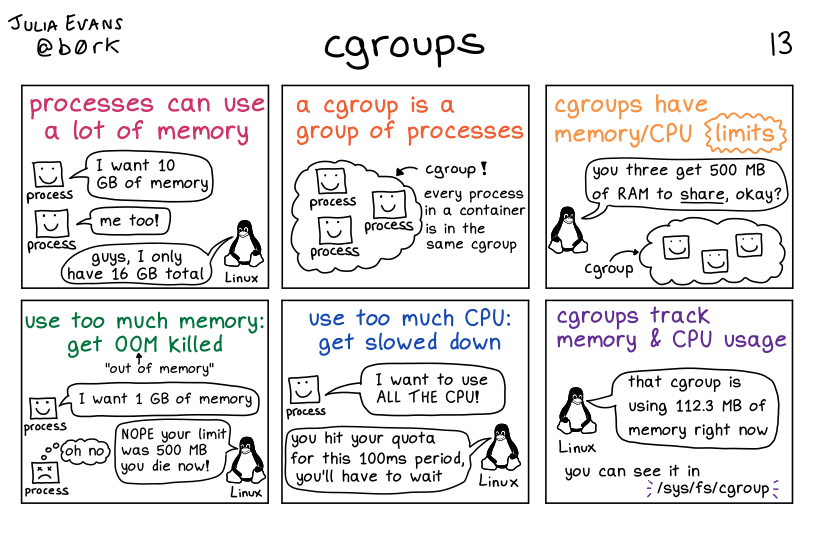 JULIA EVANS
@b0rk
cgroups
13
processes can use
a lot of memory
I want 10
GB of memory
process
me too!
process
guys, I only
have 16 GB total
Linux
a cgroup is a
group of processes
process
process
process
cgroup!
every process
in a container
is in the
same cgroup
cgroups have
memory/CPU limits
you three get 500 MB
of RAM to share, okay?
cgroup
use too much memory:
get OOM killed
"out of memory"
I want 1 GB of memory
process
oh no
process
NOPE your limit
was 500 MB
you die now!
Linux
use too much CPU:
get slowed down
I want to use
ALL THE CPU!
process
you hit your quota
for this 100ms period,
you'll have to wait
Linux
cgroups track
memory & CPU usage
that cgroup is
using 112.3 MB of
memory right now
Linux
you can see it in
/sys/fs/cgroup